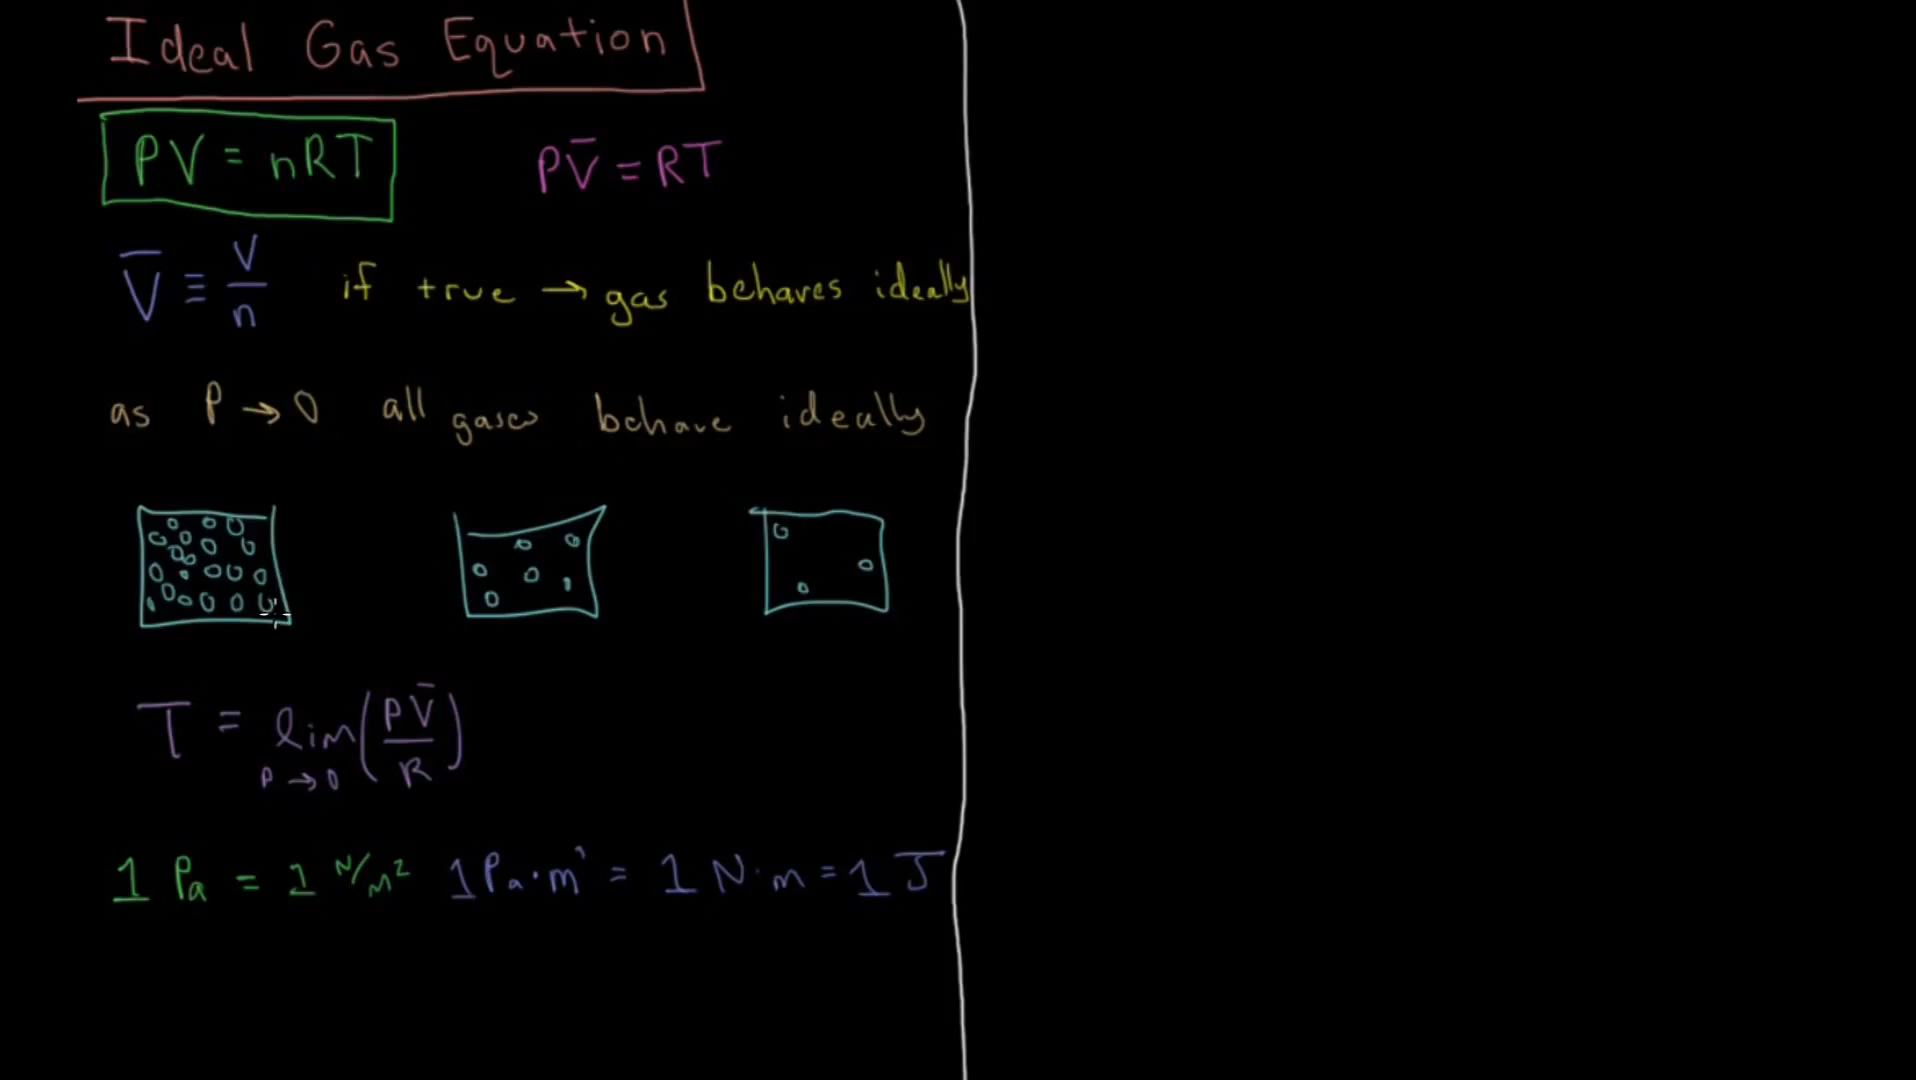 Ideal Gas Equation
PV = nRT    PV̄ = RT
V̄ ≡ V/n    if true → gas behaves ideally
as P → 0 all gases behave ideally
T = lim P→0 (PV̄/R)
1 Pa = 1 N/m² 1 Pa·m³ = 1 N·m = 1 J